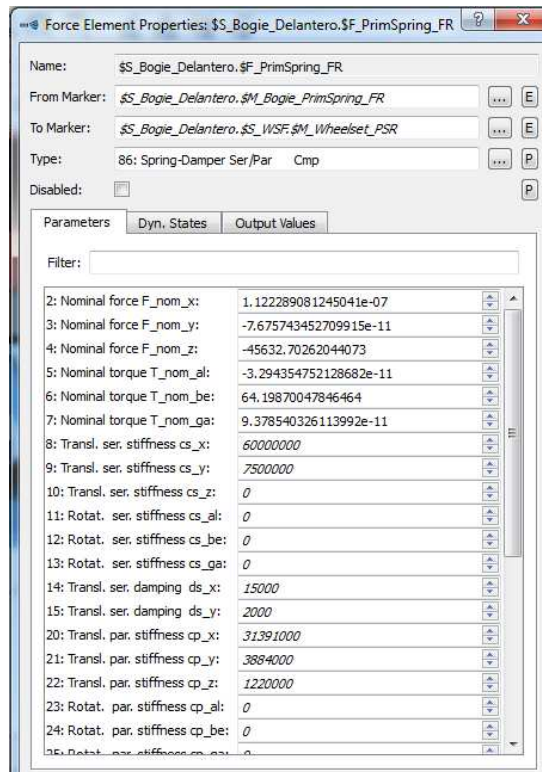 Force Element Properties: $S_Bogie_Delantero.$F_PrimSpring_FR
Name: $S_Bogie_Delantero.$F_PrimSpring_FR
From Marker: $S_Bogie_Delantero.$M_Bogie_PrimSpring_FR ... E
To Marker: $S_Bogie_Delantero.$S_WSF.$M_Wheelset_PSR ... E
Type: 86: Spring-Damper Ser/Par Cmp ... P
Disabled: P
Parameters Dyn. States Output Values
Filter:
2: Nominal force F_nom_x: 1.122289081245041e-07
3: Nominal force F_nom_y: -7.675743452709915e-11
4: Nominal force F_nom_z: -45632.70262044073
5: Nominal torque T_nom_al: -3.294354752128682e-11
6: Nominal torque T_nom_be: 64.19870047846464
7: Nominal torque T_nom_ga: 9.378540326113992e-11
8: Transl. ser. stiffness cs_x: 60000000
9: Transl. ser. stiffness cs_y: 7500000
10: Transl. ser. stiffness cs_z: 0
11: Rotat. ser. stiffness cs_al: 0
12: Rotat. ser. stiffness cs_be: 0
13: Rotat. ser. stiffness cs_ga: 0
14: Transl. ser. damping ds_x: 15000
15: Transl. ser. damping ds_y: 2000
20: Transl. par. stiffness cp_x: 31391000
21: Transl. par. stiffness cp_y: 3884000
22: Transl. par. stiffness cp_z: 1220000
23: Rotat. par. stiffness cp_al: 0
24: Rotat. par. stiffness cp_be: 0
25: Rotat. par. stiffness cp_ga: 0